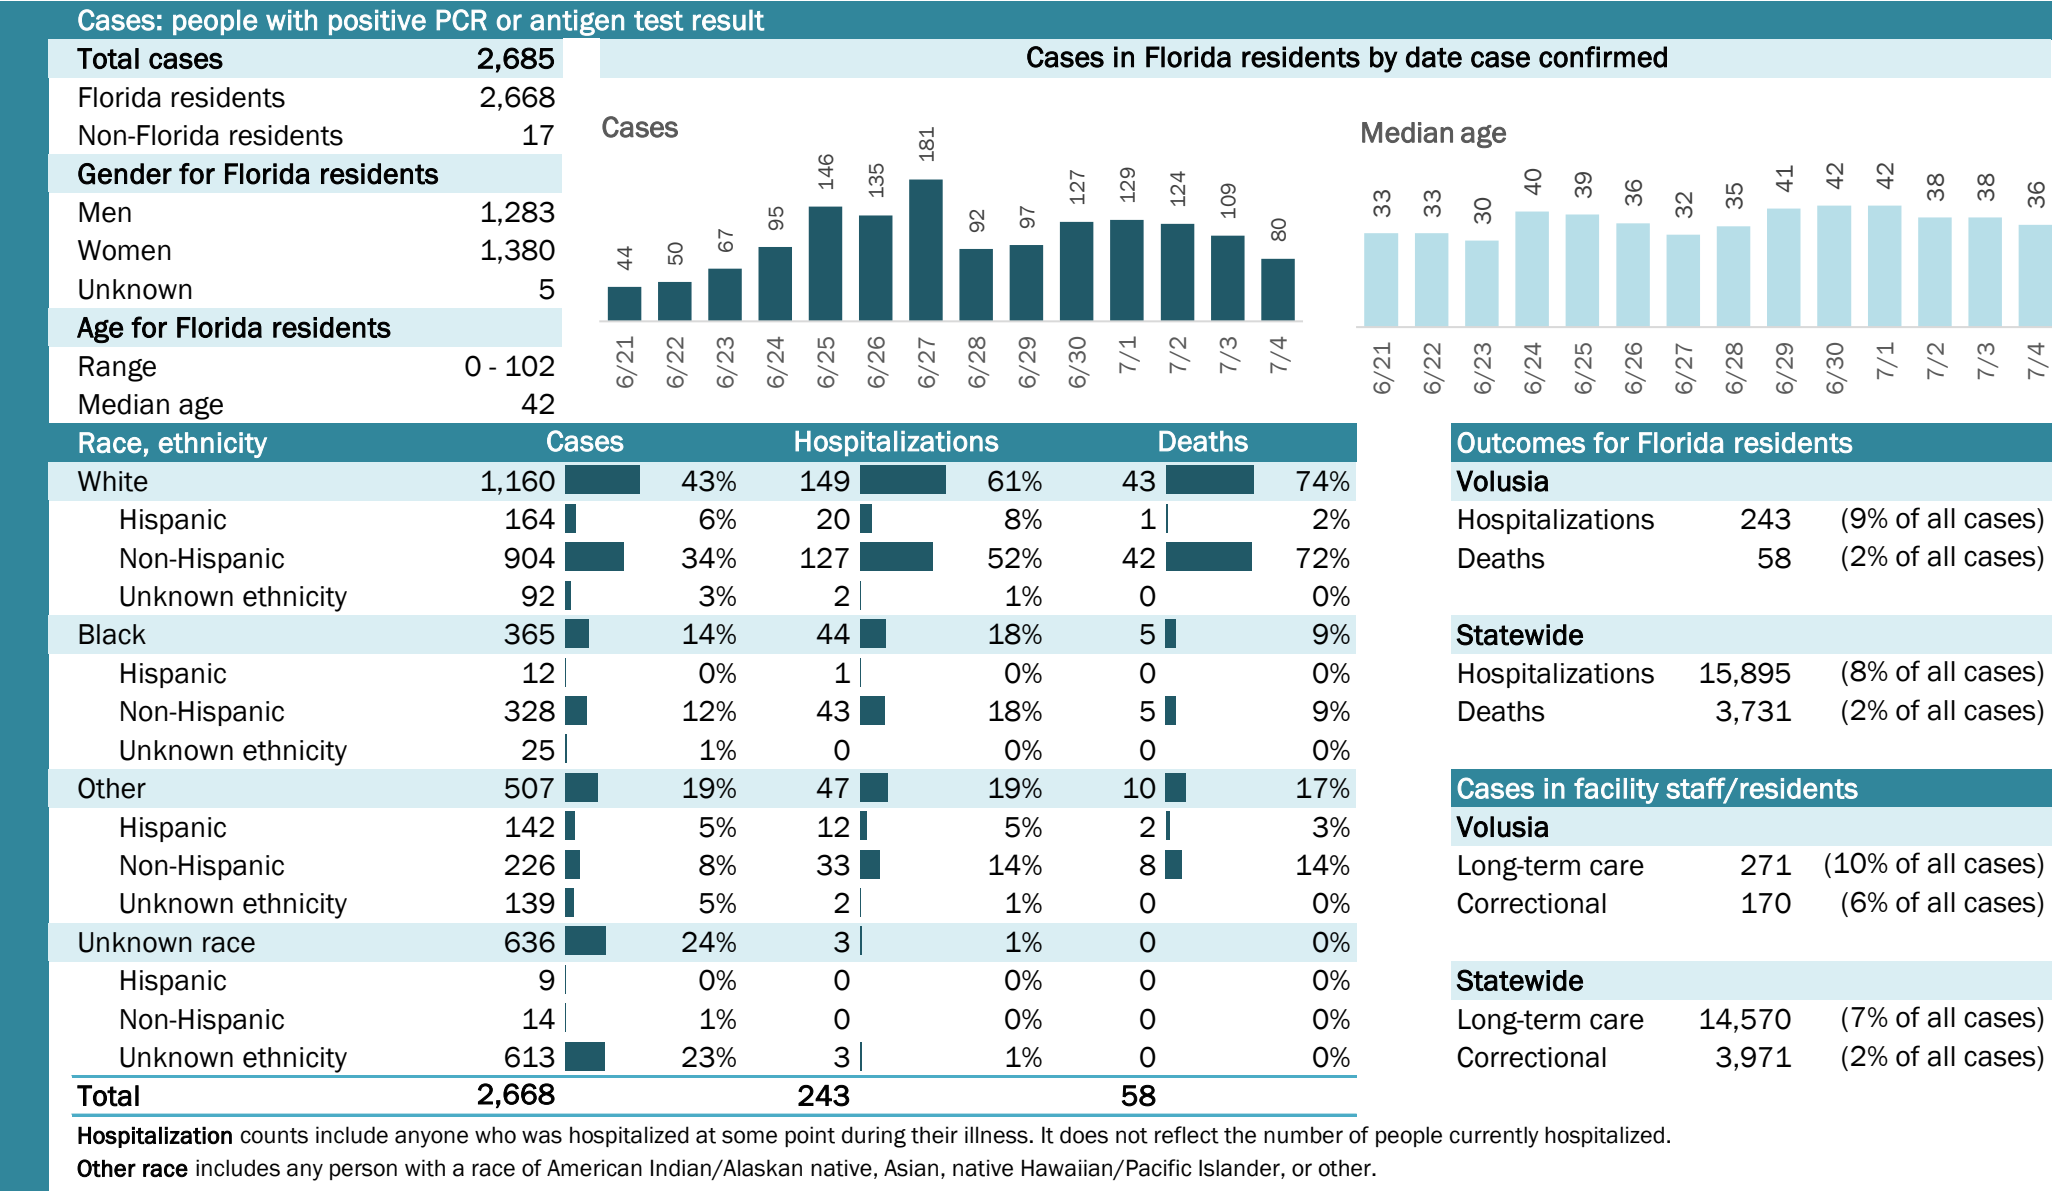 Cases: people with positive PCR or antigen test result
Total cases 2,685
Florida residents 2,668
Non-Florida residents 17
Gender for Florida residents
Men 1,283
Women 1,380
Unknown 5
Age for Florida residents
Range 0 - 102
Median age 42
Cases in Florida residents by date case confirmed
Cases
44 50 67 95 146 135 181 92 97 127 129 124 109 80
6/21 6/22 6/23 6/24 6/25 6/26 6/27 6/28 6/29 6/30 7/1 7/2 7/3 7/4
Median age
33 33 30 40 39 36 32 35 41 42 42 38 38 36
6/21 6/22 6/23 6/24 6/25 6/26 6/27 6/28 6/29 6/30 7/1 7/2 7/3 7/4
Race, ethnicity Cases Hospitalizations Deaths
White 1,160 43% 149 61% 43 74%
Hispanic 164 6% 20 8% 1 2%
Non-Hispanic 904 34% 127 52% 42 72%
Unknown ethnicity 92 3% 2 1% 0 0%
Black 365 14% 44 18% 5 9%
Hispanic 12 0% 1 0% 0 0%
Non-Hispanic 328 12% 43 18% 5 9%
Unknown ethnicity 25 1% 0 0% 0 0%
Other 507 19% 47 19% 10 17%
Hispanic 142 5% 12 5% 2 3%
Non-Hispanic 226 8% 33 14% 8 14%
Unknown ethnicity 139 5% 2 1% 0 0%
Unknown race 636 24% 3 1% 0 0%
Hispanic 9 0% 0 0% 0 0%
Non-Hispanic 14 1% 0 0% 0 0%
Unknown ethnicity 613 23% 3 1% 0 0%
Total 2,668 243 58
Outcomes for Florida residents
Volusia
Hospitalizations 243 (9% of all cases)
Deaths 58 (2% of all cases)
Statewide
Hospitalizations 15,895 (8% of all cases)
Deaths 3,731 (2% of all cases)
Cases in facility staff/residents
Volusia
Long-term care 271 (10% of all cases)
Correctional 170 (6% of all cases)
Statewide
Long-term care 14,570 (7% of all cases)
Correctional 3,971 (2% of all cases)
Hospitalization counts include anyone who was hospitalized at some point during their illness. It does not reflect the number of people currently hospitalized.
Other race includes any person with a race of American Indian/Alaskan native, Asian, native Hawaiian/Pacific Islander, or other.